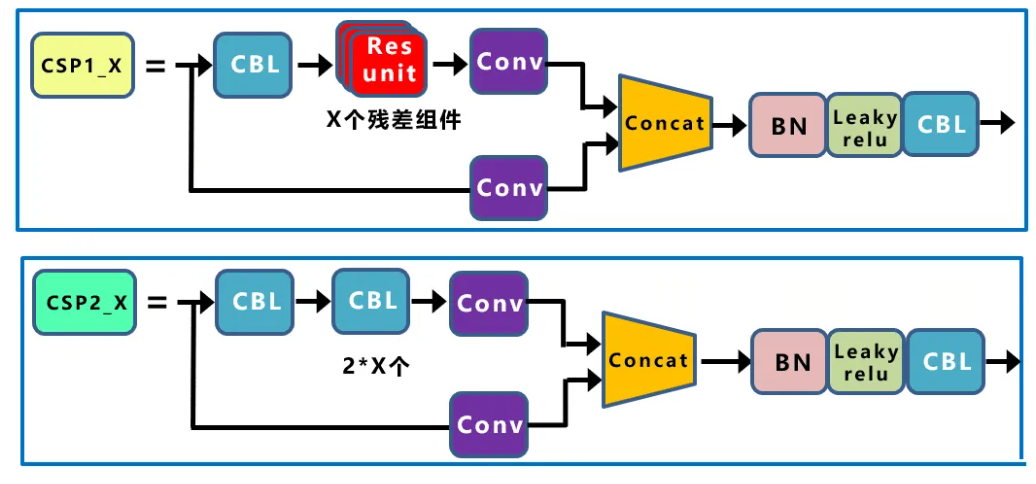 CSP1_X = CBL Res unit Conv
X个残差组件
Concat BN Leaky relu CBL
Conv
CSP2_X = CBL CBL Conv
2*X个
Concat BN Leaky relu CBL
Conv